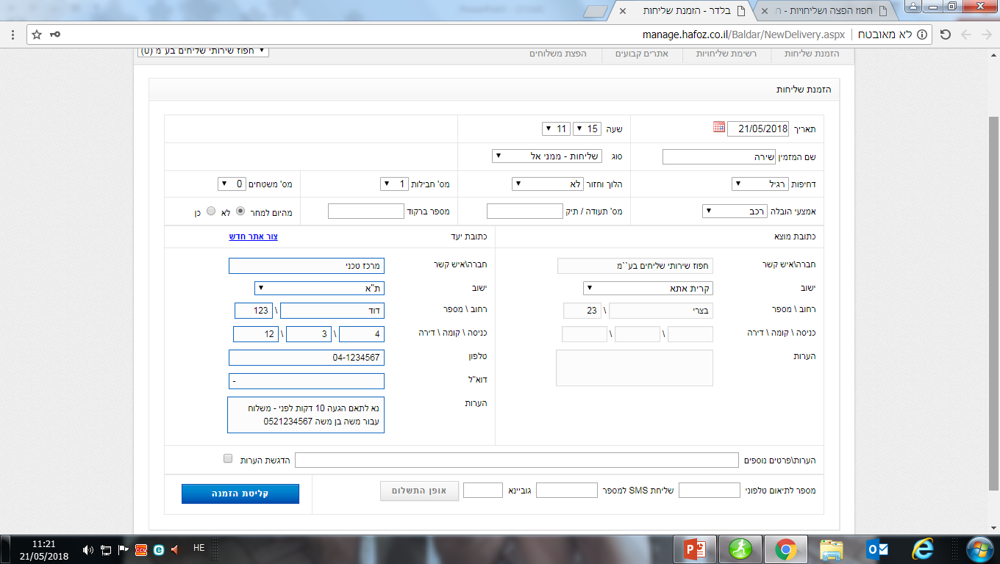 בלדר - הזמנת שליחות
חפוז הפצה ושליחויות - ת
לא מאובטח
manage.hafoz.co.il/Baldar/NewDelivery.aspx
הזמנת שליחות
רשימת שליחויות
אתרים קבועים
הפצת משלוחים
חפוז שירותי שליחים בע מ (0)
הזמנת שליחות
תאריך 21/05/2018 שעה 15 11
שם המזמין שירה סוג שליחות - ממני אל
דחיפות רגיל הלוך וחזור לא מס' חבילות 1 מס' משטחים 0
אמצעי הובלה רכב מס' תעודה / תיק מספר ברקוד מהיום למחר לא כן
כתובת מוצא
חברה\איש קשר חפוז שירותי שליחים בע``מ
ישוב קרית אתא
רחוב \ מספר בצרי \ 23
כניסה \ קומה \ דירה \ \
הערות
כתובת יעד צור אתר חדש
חברה\איש קשר מרכז טכני
ישוב ת"א
רחוב \ מספר דוד \ 123
כניסה \ קומה \ דירה 4 \ 3 \ 12
טלפון 04-1234567
דוא"ל -
הערות נא לתאם הגעה 10 דקות לפני - משלוח
עבור משה בן משה 0521234567
הערות\פרטים נוספים הדגשת הערות
מספר לתיאום טלפוני שליחת SMS למספר גוביינא אופן התשלום קליטת הזמנה
HE
11:21
21/05/2018